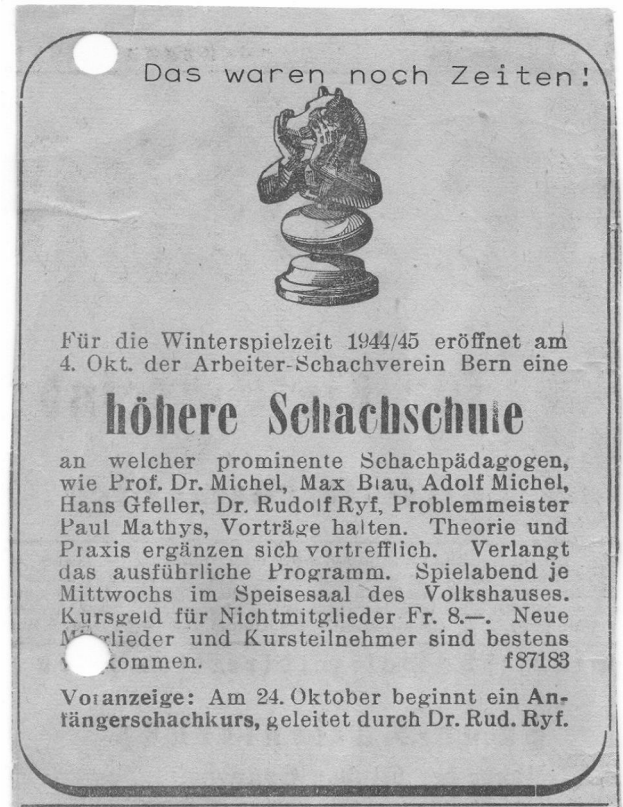 Das waren noch Zeiten!
Für die Winterspielzeit 1944/45 eröffnet am
4. Okt. der Arbeiter-Schachverein Bern eine
höhere Schachschule
an welcher prominente Schachpädagogen,
wie Prof. Dr. Michel, Max Blau, Adolf Michel,
Hans Gfeller, Dr. Rudolf Ryf, Problemmeister
Paul Mathys, Vorträge halten. Theorie und
Praxis ergänzen sich vortrefflich. Verlangt
das ausführliche Programm. Spielabend je
Mittwochs im Speisesaal des Volkshauses.
Kursgeld für Nichtmitglieder Fr. 8.—. Neue
Mitglieder und Kursteilnehmer sind bestens
kommen. f87183
Voranzeige: Am 24. Oktober beginnt ein An-
fängerschachkurs, geleitet durch Dr. Rud. Ryf.